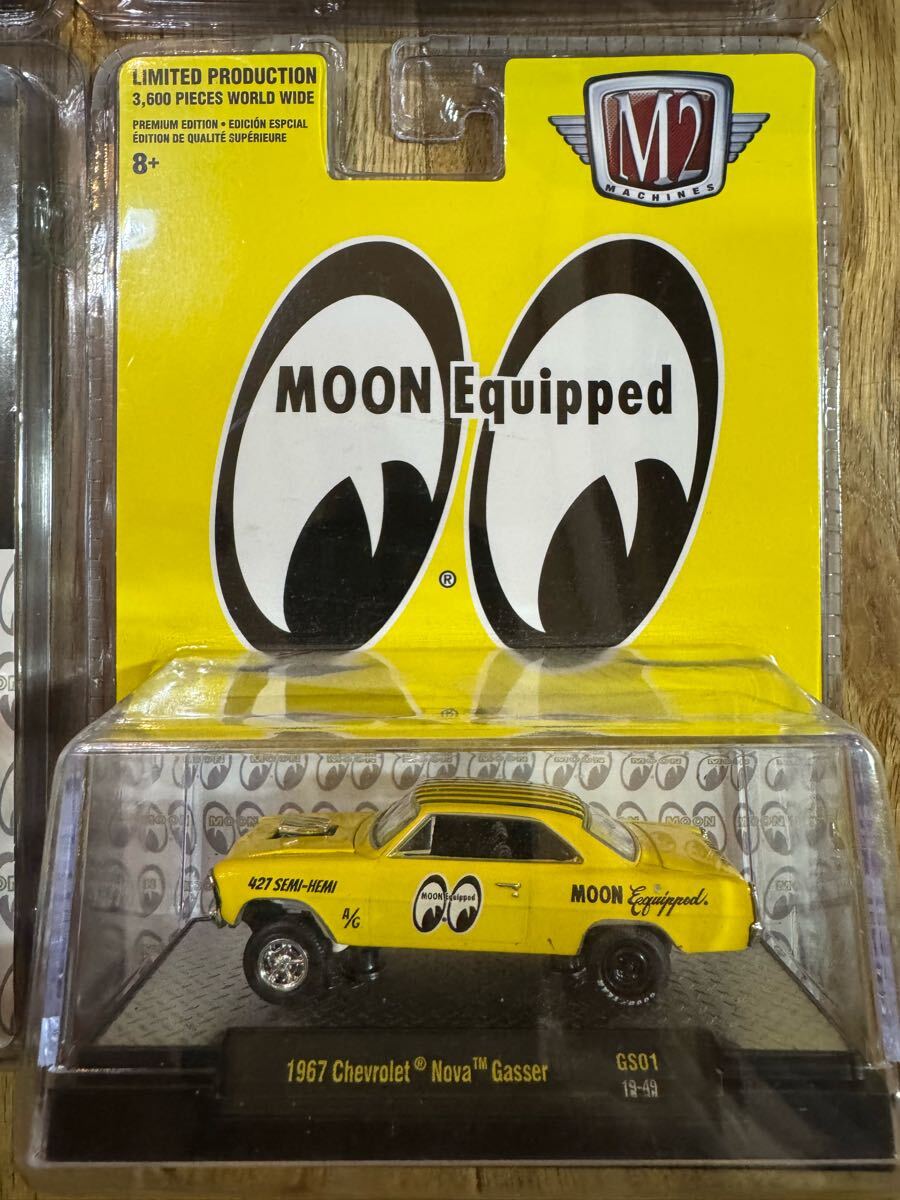 LIMITED PRODUCTION
3,600 PIECES WORLD WIDE
PREMIUM EDITION • EDICIÓN ESPCIAL
ÉDITION DE QUALITÉ SUPÉRIEURE
8+
M2
MACHINES
MOON Equipped
®
MOON
427 SEMI-HEMI
A/G
MOON Equipped
MOON Equipped.
1967 Chevrolet® Nova™ Gasser
GS01
19-49